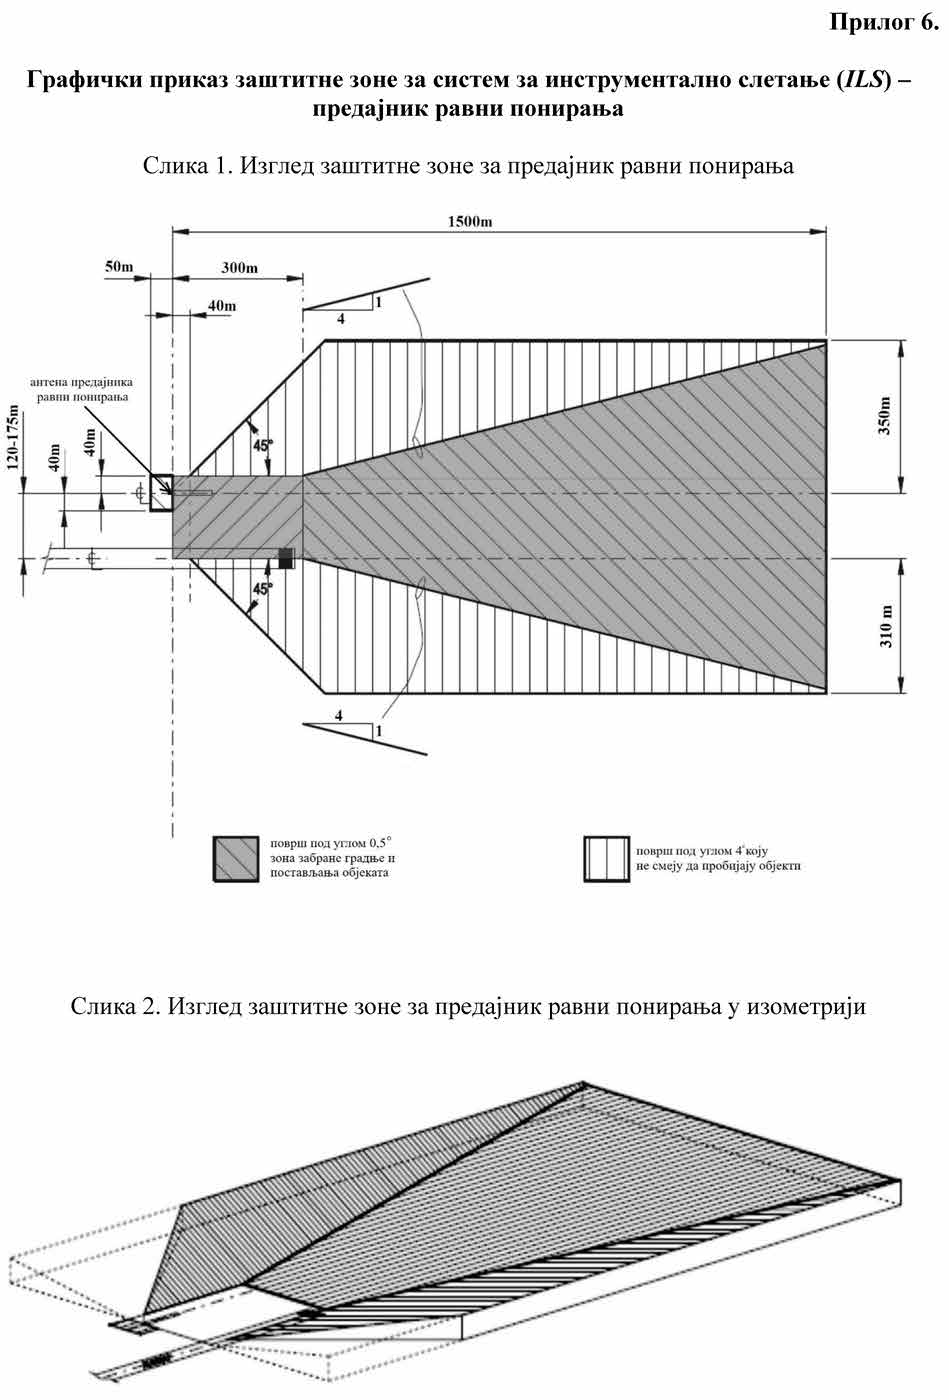 Прилог 6.
Графички приказ заштитне зоне за систем за инструментално слетање (ILS) –
предајник равни понирања
Слика 1. Изглед заштитне зоне за предајник равни понирања
1500m
50m
300m
40m
1
4
антена предајника
равни понирања
120-175m
40m
40m
45°
350m
45°
310 m
4
1
површ под углом 0,5°
зона забране градње и
постављања објеката
површ под углом 4°коју
не смеју да пробијају објекти
Слика 2. Изглед заштитне зоне за предајник равни понирања у изометрији